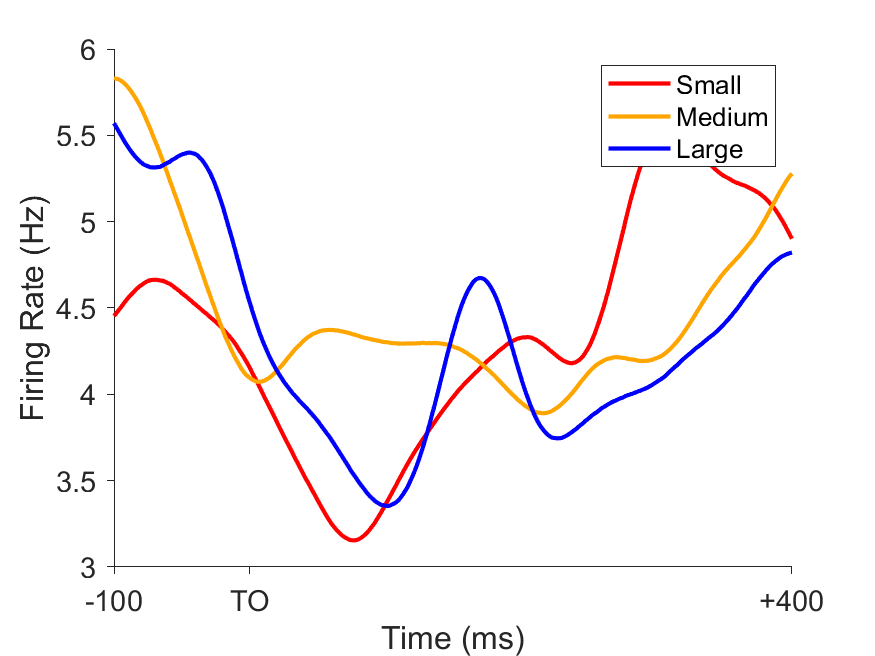 6
5.5
5
4.5
4
3.5
3
Firing Rate (Hz)
Small
Medium
Large
-100 TO +400
Time (ms)